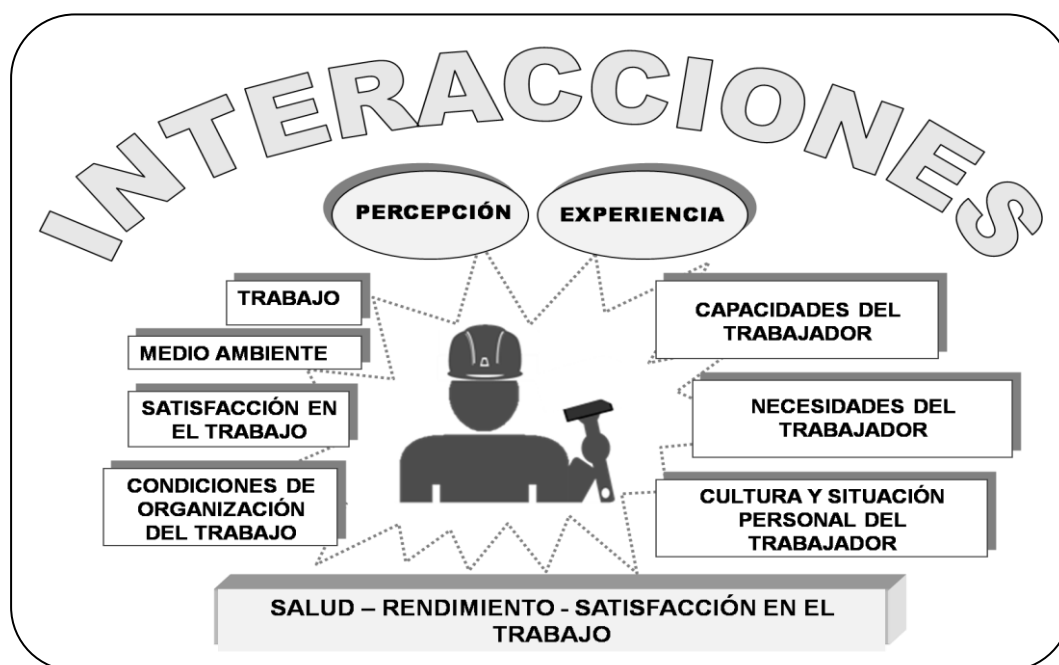 INTERACCIONES
PERCEPCIÓN
EXPERIENCIA
TRABAJO
MEDIO AMBIENTE
SATISFACCIÓN EN
EL TRABAJO
CONDICIONES DE
ORGANIZACIÓN
DEL TRABAJO
CAPACIDADES DEL
TRABAJADOR
NECESIDADES DEL
TRABAJADOR
CULTURA Y SITUACIÓN
PERSONAL DEL
TRABAJADOR
SALUD – RENDIMIENTO - SATISFACCIÓN EN EL
TRABAJO